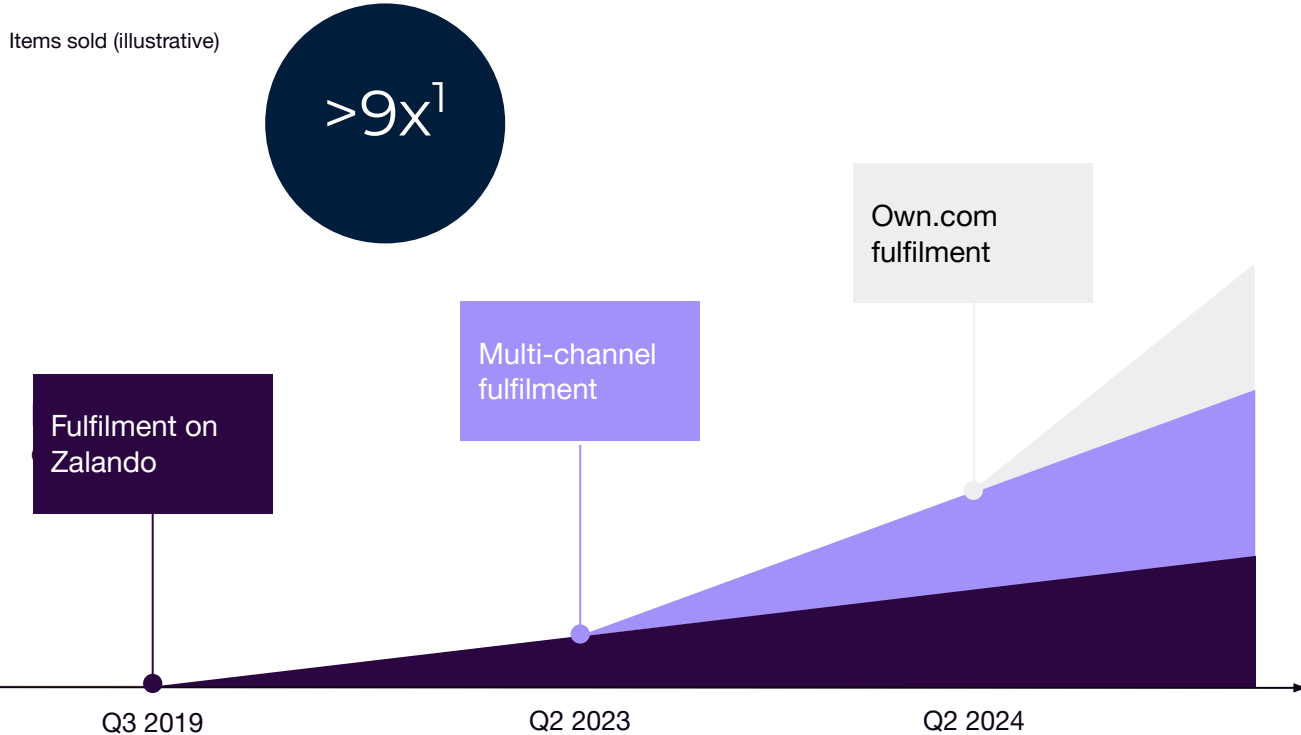 Items sold (illustrative)
>9x¹
Own.com
fulfilment
Multi-channel
fulfilment
Fulfilment on
Zalando
Q3 2019
Q2 2023
Q2 2024